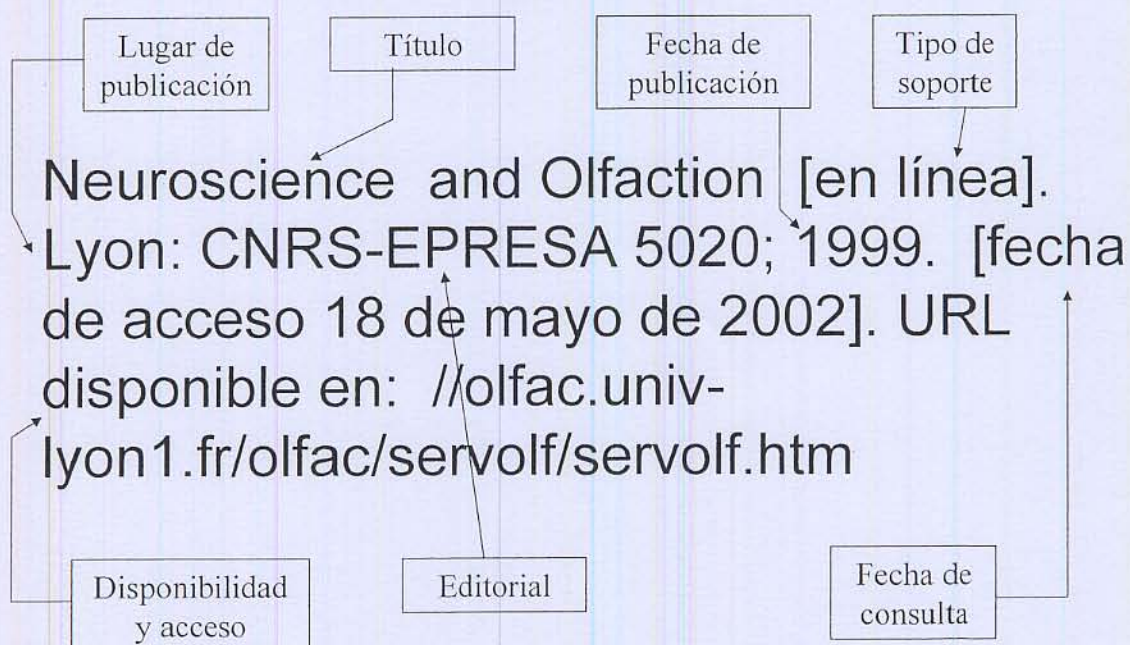 Lugar de
publicación
Título
Fecha de
publicación
Tipo de
soporte
Neuroscience and Olfaction [en línea].
Lyon: CNRS-EPRESA 5020; 1999. [fecha
de acceso 18 de mayo de 2002]. URL
disponible en: //olfac.univ-
lyon1.fr/olfac/servolf/servolf.htm
Disponibilidad
y acceso
Editorial
Fecha de
consulta